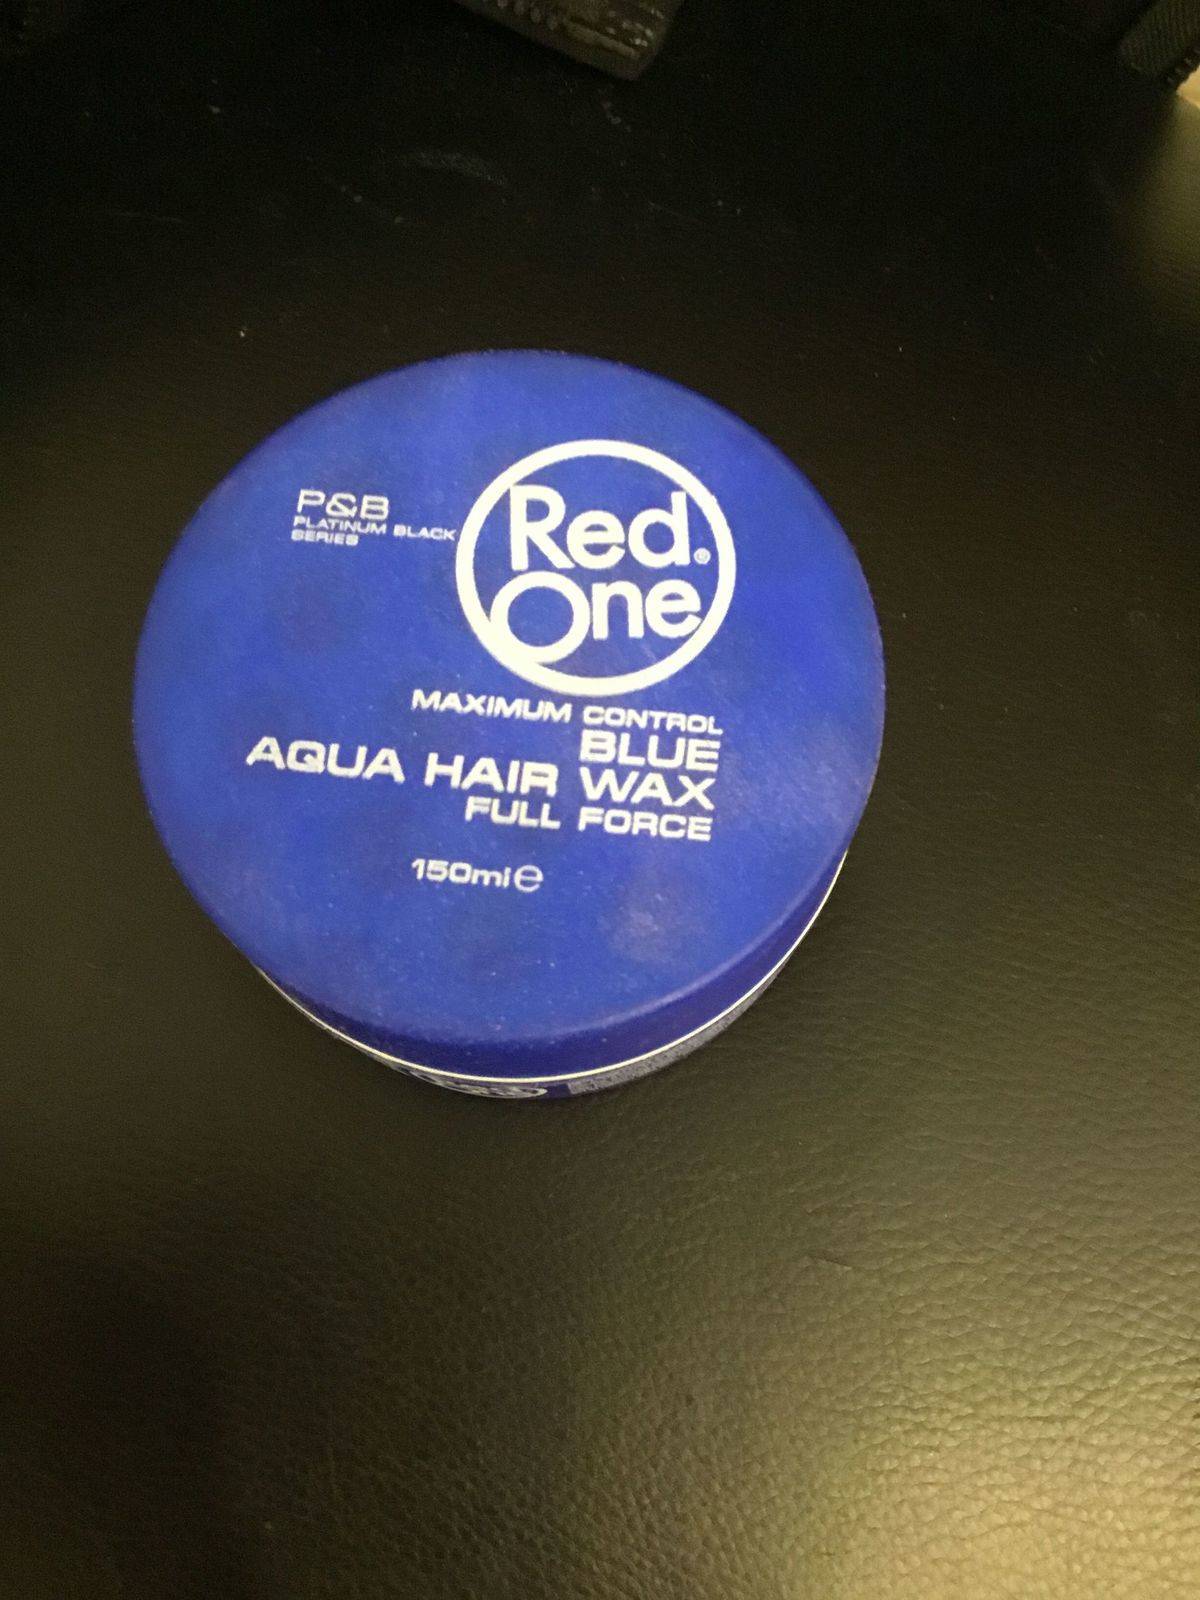 P&B
PLATINUM BLACK
SERIES
Red®
One
MAXIMUM CONTROL
BLUE
AQUA HAIR WAX
FULL FORCE
150ml e